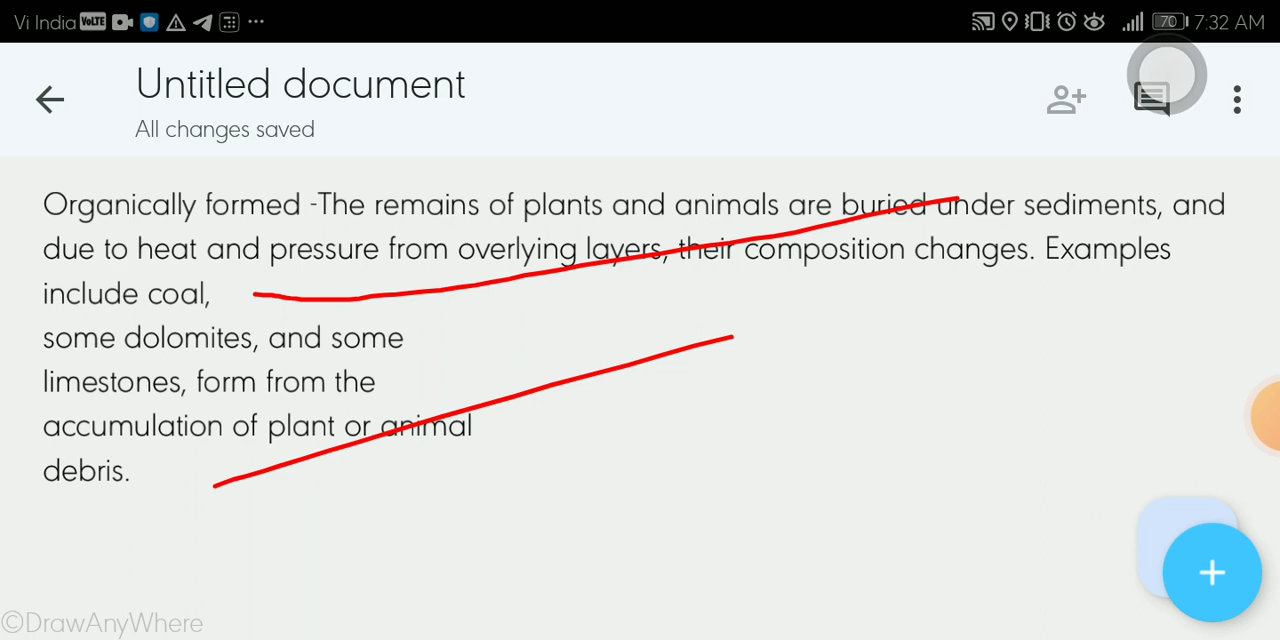 Vi India VoLTE
70 7:32 AM
Untitled document
All changes saved
Organically formed -The remains of plants and animals are buried under sediments, and
due to heat and pressure from overlying layers, their composition changes. Examples
include coal,
some dolomites, and some
limestones, form from the
accumulation of plant or animal
debris.
©DrawAnyWhere